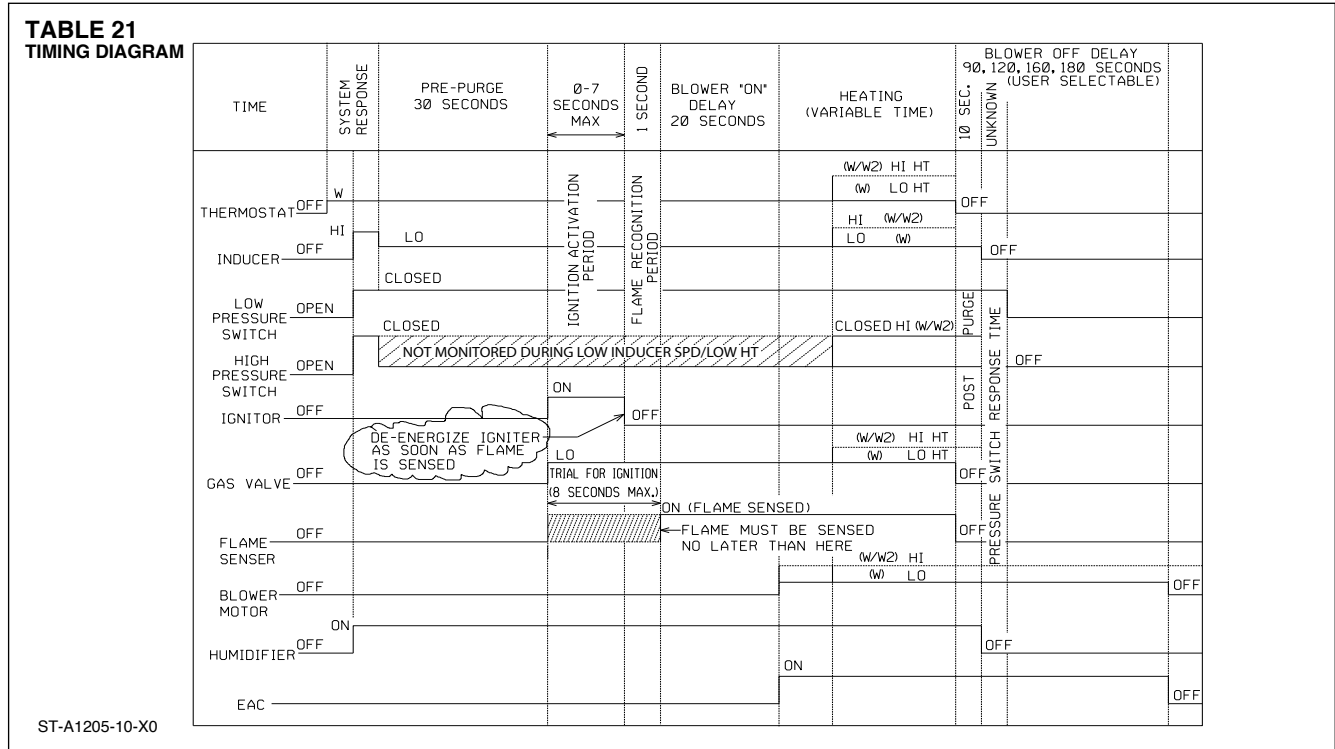 TABLE 21
TIMING DIAGRAM
TIME
SYSTEM
RESPONSE
PRE-PURGE
30 SECONDS
0-7
SECONDS
MAX
1 SECOND
BLOWER "ON"
DELAY
20 SECONDS
HEATING
(VARIABLE TIME)
10 SEC.
UNKNOWN
BLOWER OFF DELAY
90,120,160,180 SECONDS
(USER SELECTABLE)
IGNITION ACTIVATION
PERIOD
FLAME RECOGNITION
PERIOD
POST PURGE
PRESSURE SWITCH RESPONSE TIME
THERMOSTAT
OFF
W
(W/W2) HI HT
(W) LO HT
OFF
INDUCER
OFF
HI
LO
HI (W/W2)
LO (W)
OFF
LOW
PRESSURE
SWITCH
OPEN
CLOSED
HIGH
PRESSURE
SWITCH
OPEN
CLOSED
NOT MONITORED DURING LOW INDUCER SPD/LOW HT
CLOSED HI (W/W2)
OFF
IGNITOR
OFF
ON
OFF
DE-ENERGIZE IGNITER
AS SOON AS FLAME
IS SENSED
GAS VALVE
OFF
LO
TRIAL FOR IGNITION
(8 SECONDS MAX.)
(W/W2) HI HT
(W) LO HT
OFF
FLAME
SENSER
OFF
ON (FLAME SENSED)
FLAME MUST BE SENSED
NO LATER THAN HERE
OFF
BLOWER
MOTOR
OFF
(W/W2) HI
(W) LO
OFF
HUMIDIFIER
OFF
ON
OFF
EAC
ON
OFF
ST-A1205-10-X0